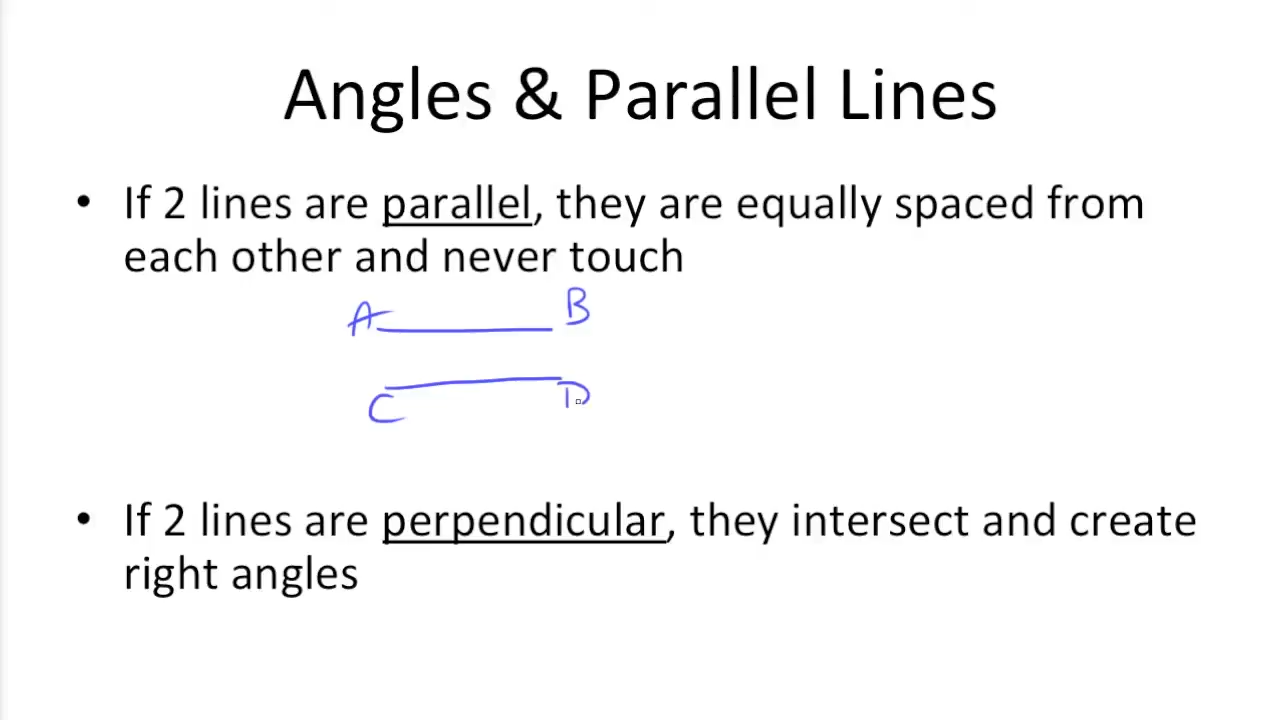 Angles & Parallel Lines
• If 2 lines are parallel, they are equally spaced from
each other and never touch
A B
C D
• If 2 lines are perpendicular, they intersect and create
right angles